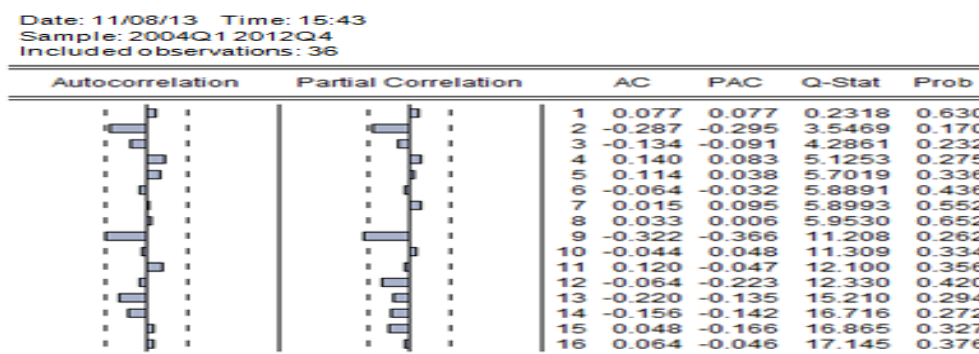 Date: 11/08/13 Time: 15:43
Sample: 2004Q1 2012Q4
Included observations: 36
Autocorrelation Partial Correlation AC PAC Q-Stat Prob
1 0.077 0.077 0.2318 0.630
2 -0.287 -0.295 3.5469 0.170
3 -0.134 -0.091 4.2861 0.232
4 0.140 0.083 5.1253 0.275
5 0.114 0.038 5.7019 0.336
6 -0.064 -0.032 5.8891 0.436
7 0.015 0.095 5.8993 0.552
8 0.033 0.006 5.9530 0.652
9 -0.322 -0.366 11.208 0.262
10 -0.044 0.048 11.309 0.334
11 0.120 -0.047 12.100 0.356
12 -0.064 -0.223 12.330 0.420
13 -0.220 -0.135 15.210 0.294
14 -0.156 -0.142 16.716 0.272
15 0.048 -0.166 16.865 0.327
16 0.064 -0.046 17.145 0.376